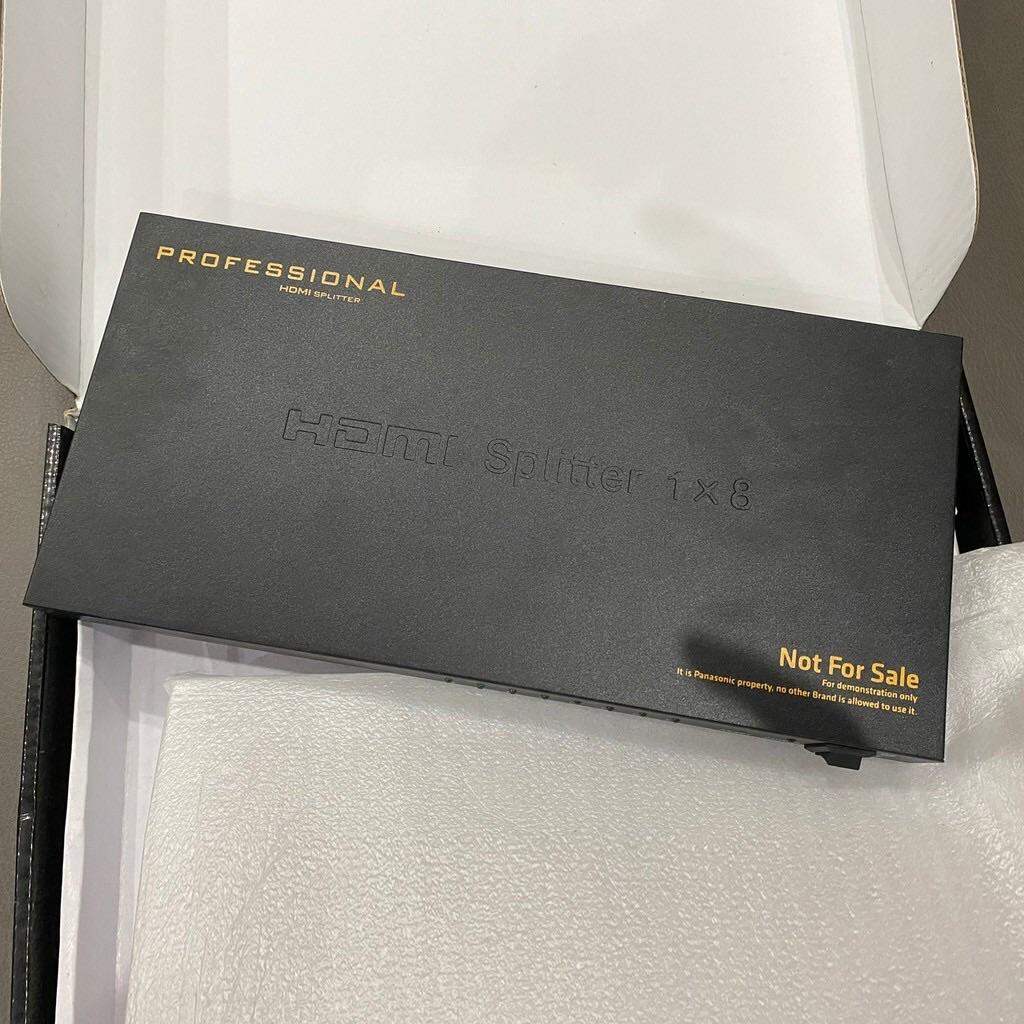 PROFESSIONAL
HDMI SPLITTER
HDMI Splitter 1×8
Not For Sale
For demonstration only
It is Panasonic property, no other Brand is allowed to use it.